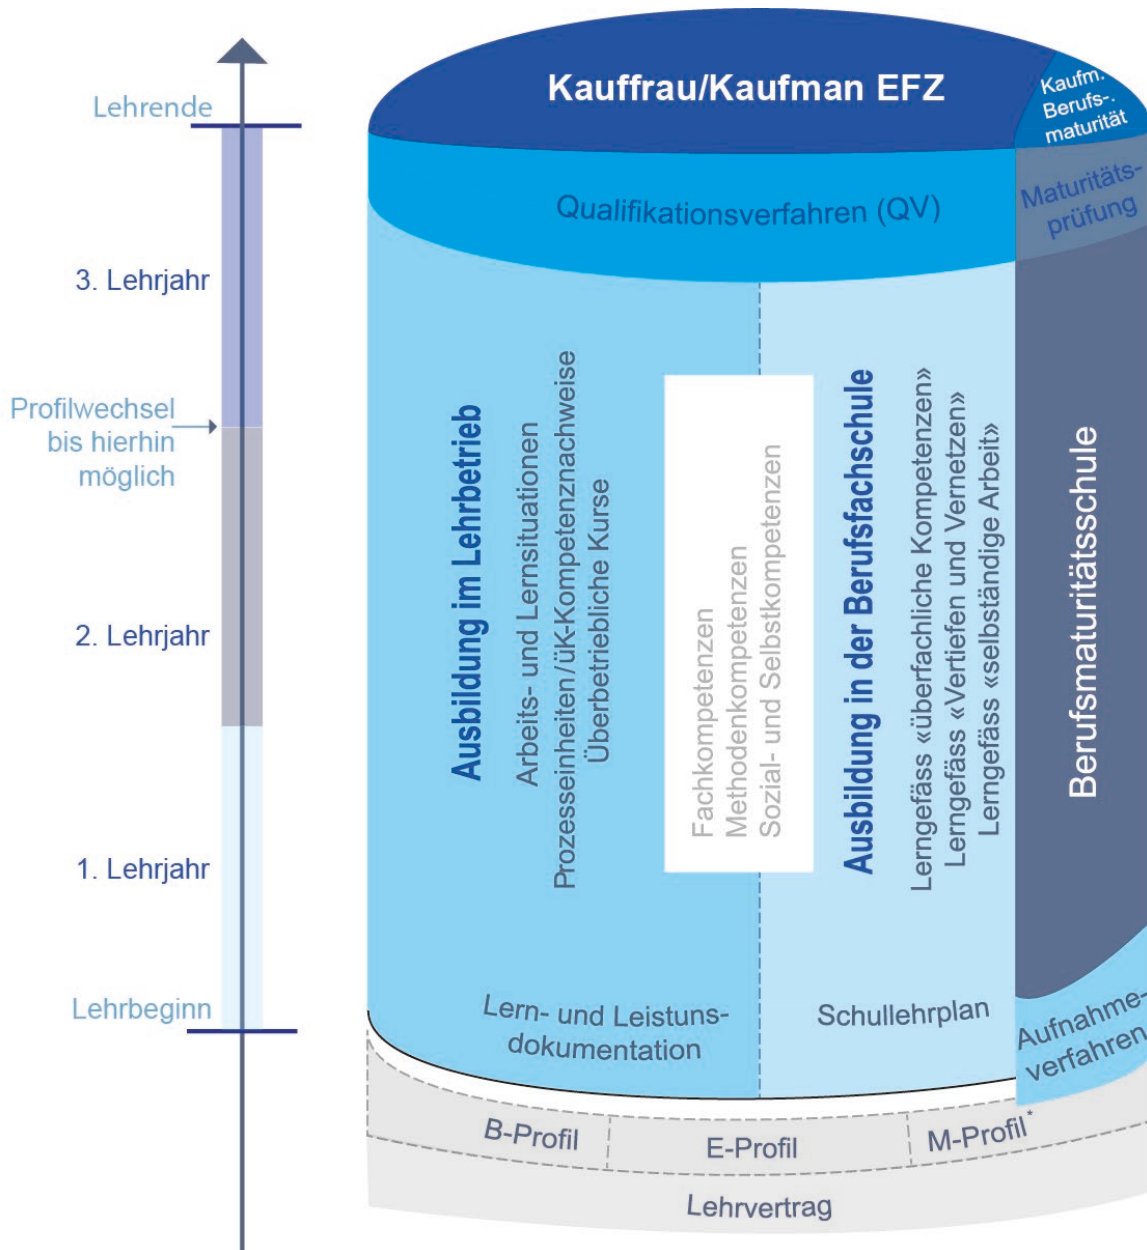 Lehrende
3. Lehrjahr
Profilwechsel
bis hierhin
möglich
2. Lehrjahr
1. Lehrjahr
Lehrbeginn
Kauffrau/Kaufman EFZ
Kaufm.
Berufs-.
maturität
Qualifikationsverfahren (QV)
Maturitäts-
prüfung
Ausbildung im Lehrbetrieb
Arbeits- und Lernsituationen
Prozesseinheiten/üK-Kompetenznachweise
Überbetriebliche Kurse
Fachkompetenzen
Methodenkompetenzen
Sozial- und Selbstkompetenzen
Ausbildung in der Berufsfachschule
Lerngefäss «überfachliche Kompetenzen»
Lerngefäss «Vertiefen und Vernetzen»
Lerngefäss «selbständige Arbeit»
Berufsmaturitätsschule
Lern- und Leistuns-
dokumentation
Schullehrplan
Aufnahme-
verfahren
B-Profil
E-Profil
M-Profil*
Lehrvertrag